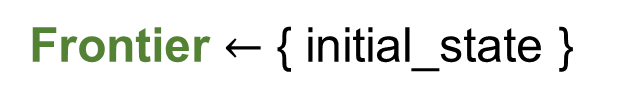 Frontier ← { initial_state }